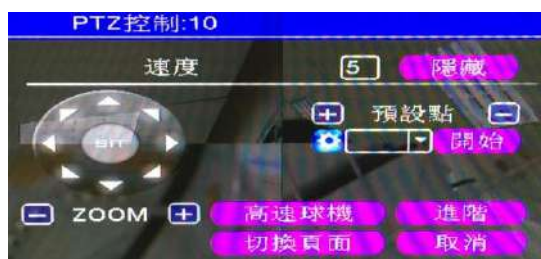 PTZ控制:10
速度 5 隱藏
+ 預設點 -
SIT 開始
- ZOOM + 高速球機 進階
切換頁面 取消